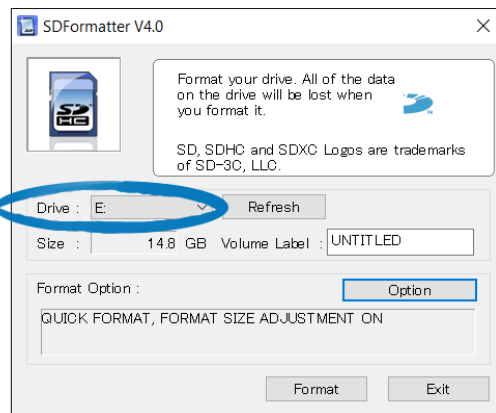 SDFormatter V4.0
Format your drive. All of the data
on the drive will be lost when
you format it.
SD, SDHC and SDXC Logos are trademarks
of SD-3C, LLC.
SD
HC
Drive : E: Refresh
Size : 14.8 GB Volume Label : UNTITLED
Format Option :
Option
QUICK FORMAT, FORMAT SIZE ADJUSTMENT ON
Format Exit